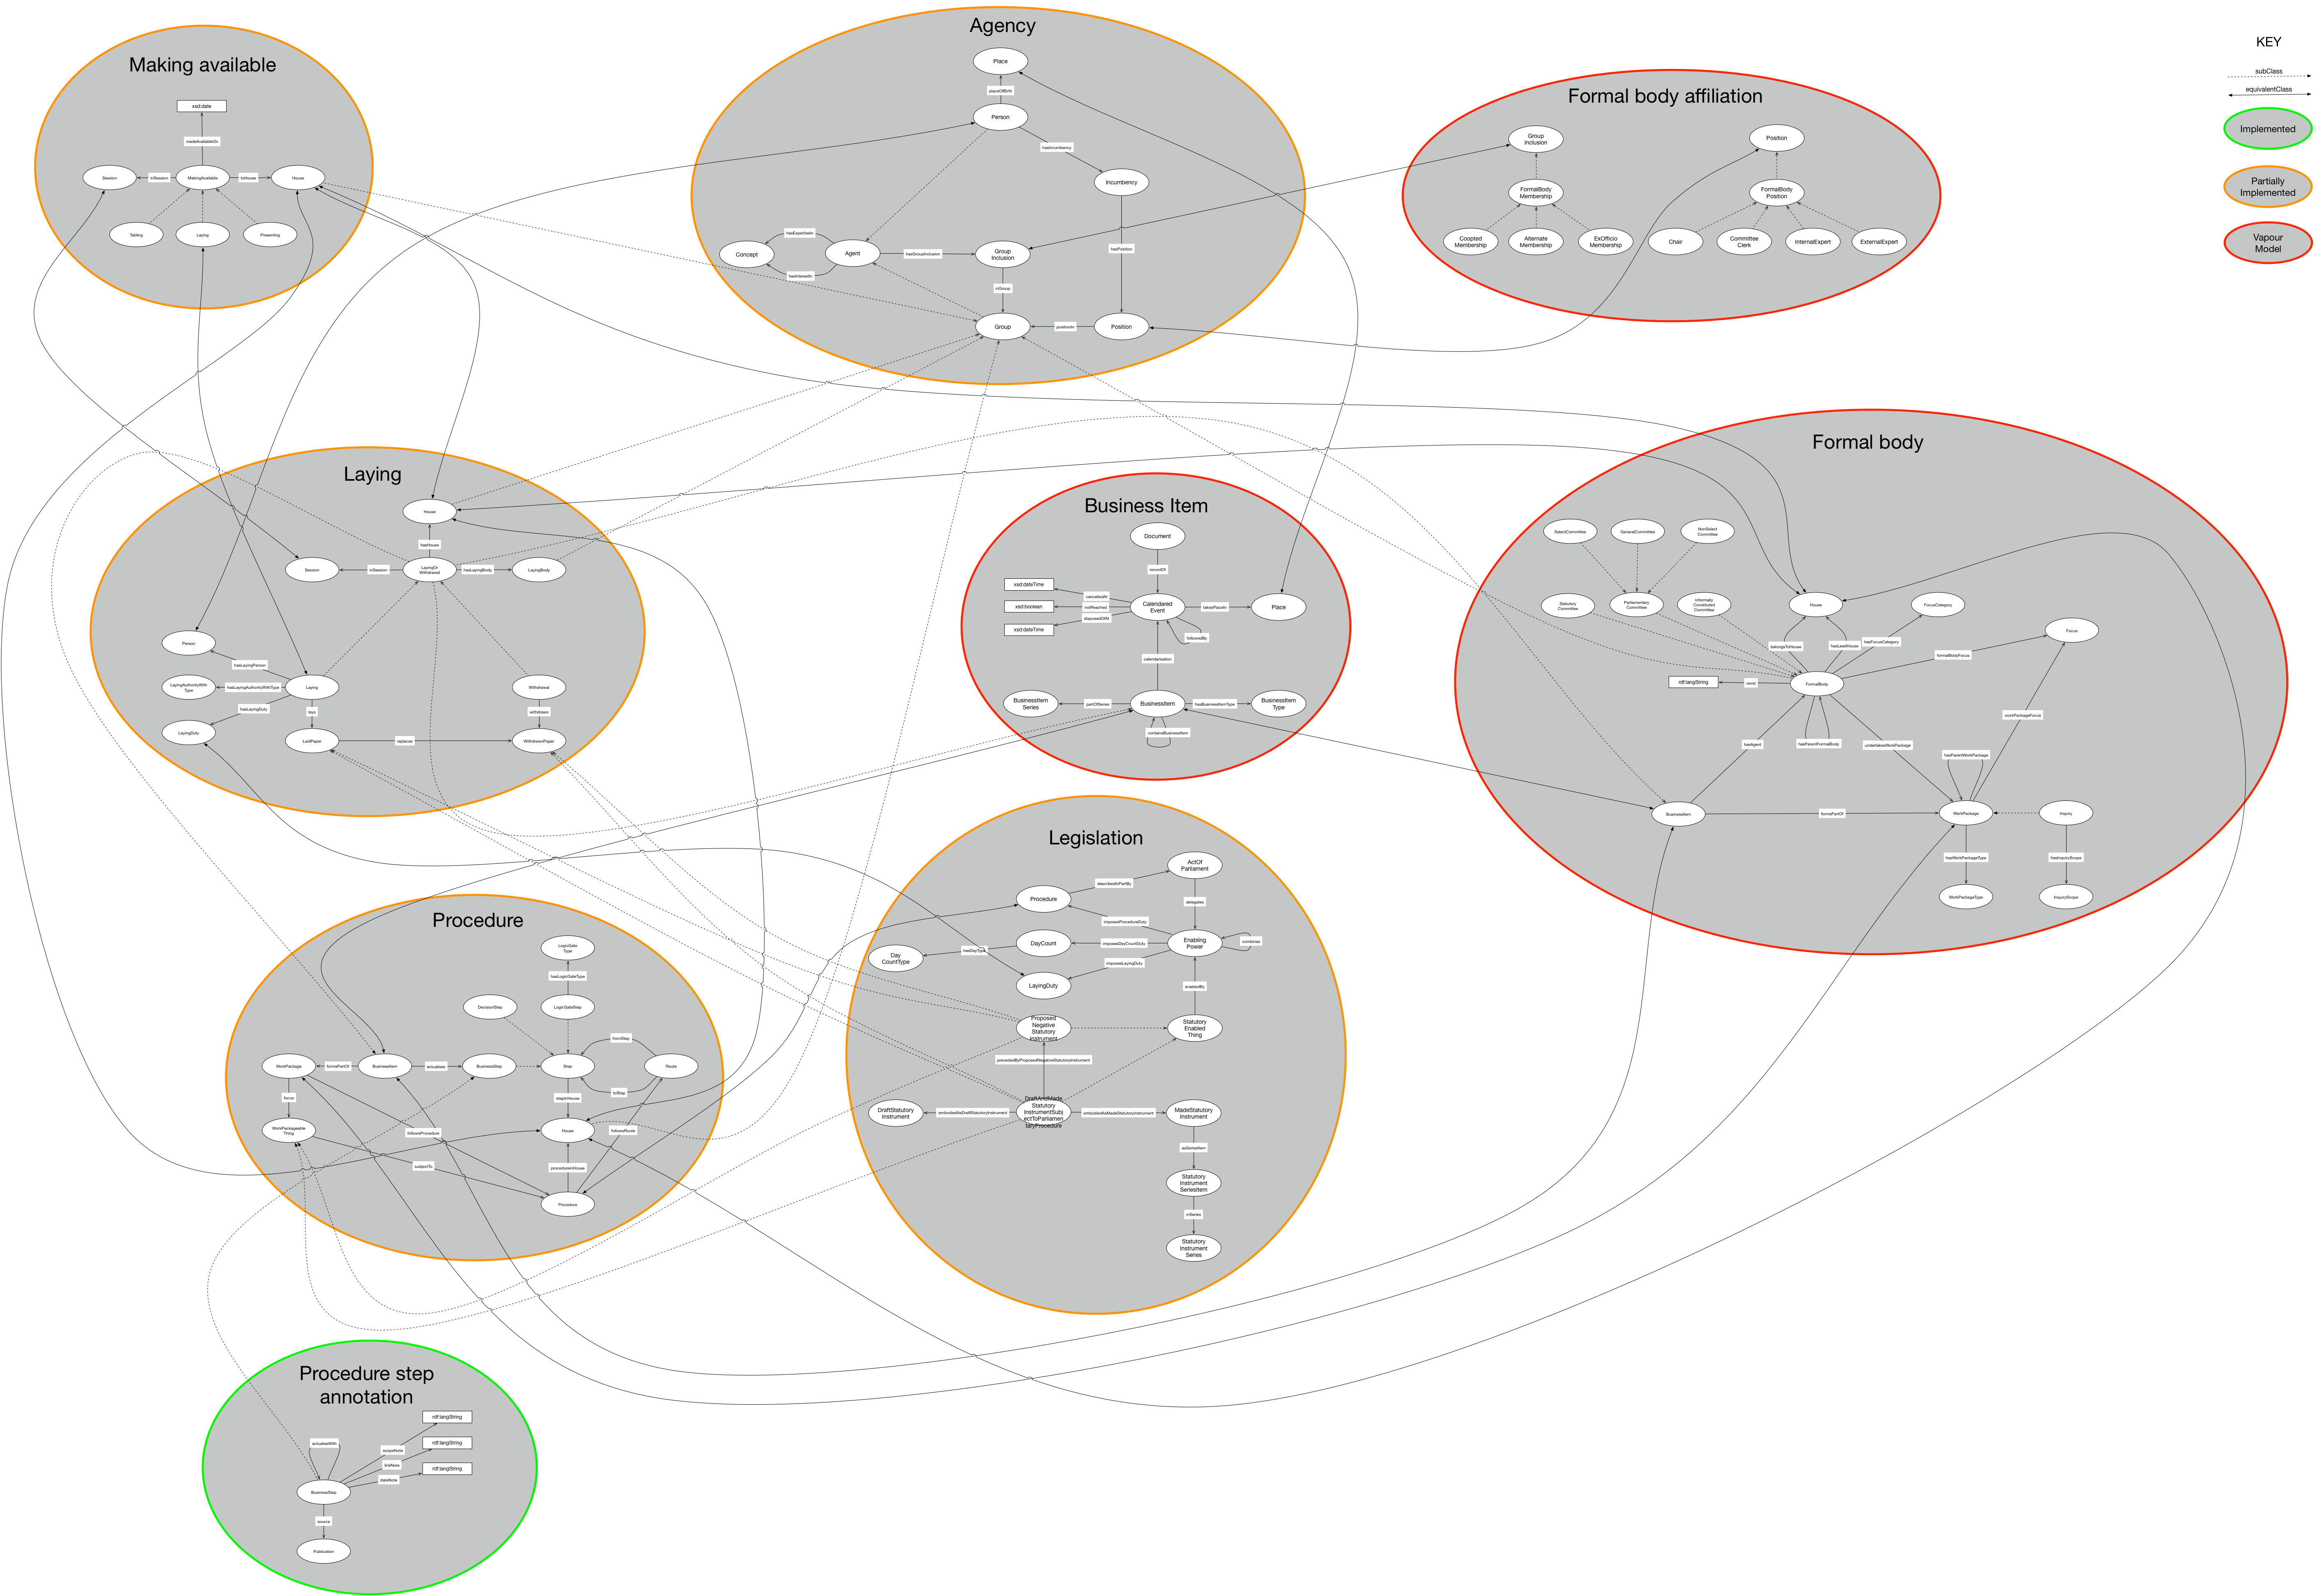 Making available
xsd:date
madeAvailableOn
Session
inSession
MakingAvailable
toHouse
House
Tabling
Laying
Presenting
Agency
Place
placeOfBirth
Person
hasIncumbency
Incumbency
hasExpertiseIn
Concept
Agent
hasGroupInclusion
Group
Inclusion
hasPosition
hasInterestIn
inGroup
Group
positionIn
Position
Formal body affiliation
Group
Inclusion
Position
FormalBody
Membership
FormalBody
Position
Coopted
Membership
Alternate
Membership
ExOfficio
Membership
Chair
Committee
Clerk
InternalExpert
ExternalExpert
KEY
subClass
equivalentClass
Implemented
Partially
Implemented
Vapour
Model
Laying
House
hasHouse
Session
inSession
LayingOr
Withdrawal
hasLayingBody
LayingBody
Person
hasLayingPerson
LayingAuthorityWith
Type
hasLayingAuthorityWithType
Laying
Withdrawal
hasLayingDuty
lays
withdraws
LayingDuty
LaidPaper
replaces
WithdrawnPaper
Business Item
Document
recordOf
xsd:dateTime
cancelledAt
xsd:boolean
notReached
Calendared
Event
takesPlaceIn
Place
disposedOfAt
xsd:dateTime
followedBy
calendarisation
BusinessItem
Series
partOfSeries
BusinessItem
hasBusinessItemType
BusinessItem
Type
containsBusinessItem
Formal body
SelectCommittee
GeneralCommittee
NonSelect
Committee
Statutory
Committee
Parliamentary
Committee
Informally
Constituted
Committee
House
FocusCategory
Focus
belongsToHouse
hasLeadHouse
hasFocusCategory
formalBodyFocus
rdf:langString
remit
FormalBody
workPackageFocus
hasAgent
hasParentFormalBody
undertakesWorkPackage
hasParentWorkPackage
BusinessItem
formsPartOf
WorkPackage
Inquiry
hasWorkPackageType
hasInquiryScope
WorkPackageType
InquiryScope
Legislation
ActOf
Parliament
describedInPartBy
Procedure
delegates
imposesProcedureDuty
Day
CountType
hasDayType
DayCount
imposesDayCountDuty
Enabling
Power
combines
imposesLayingDuty
LayingDuty
enabledBy
Proposed
Negative
Statutory
Instrument
Statutory
Enabled
Thing
precededByProposedNegativeStatutoryInstrument
DraftStatutory
Instrument
embodiedAsDraftStatutoryInstrument
DraftAndMade
Statutory
InstrumentSubj
ectToParliamen
taryProcedure
embodiedAsMadeStatutoryInstrument
MadeStatutory
Instrument
asSeriesItem
Statutory
Instrument
SeriesItem
inSeries
Statutory
Instrument
Series
Procedure
LogicGate
Type
hasLogicGateType
DecisionStep
LogicGateStep
fromStep
WorkPackage
formsPartOf
BusinessItem
actualises
BusinessStep
Step
Route
focus
stepInHouse
toStep
WorkPackageable
Thing
followsProcedure
House
followsRoute
subjectTo
procedureInHouse
Procedure
Procedure step
annotation
rdf:langString
actualisesWith
scopeNote
rdf:langString
linkNote
rdf:langString
dateNote
BusinessStep
source
Publication